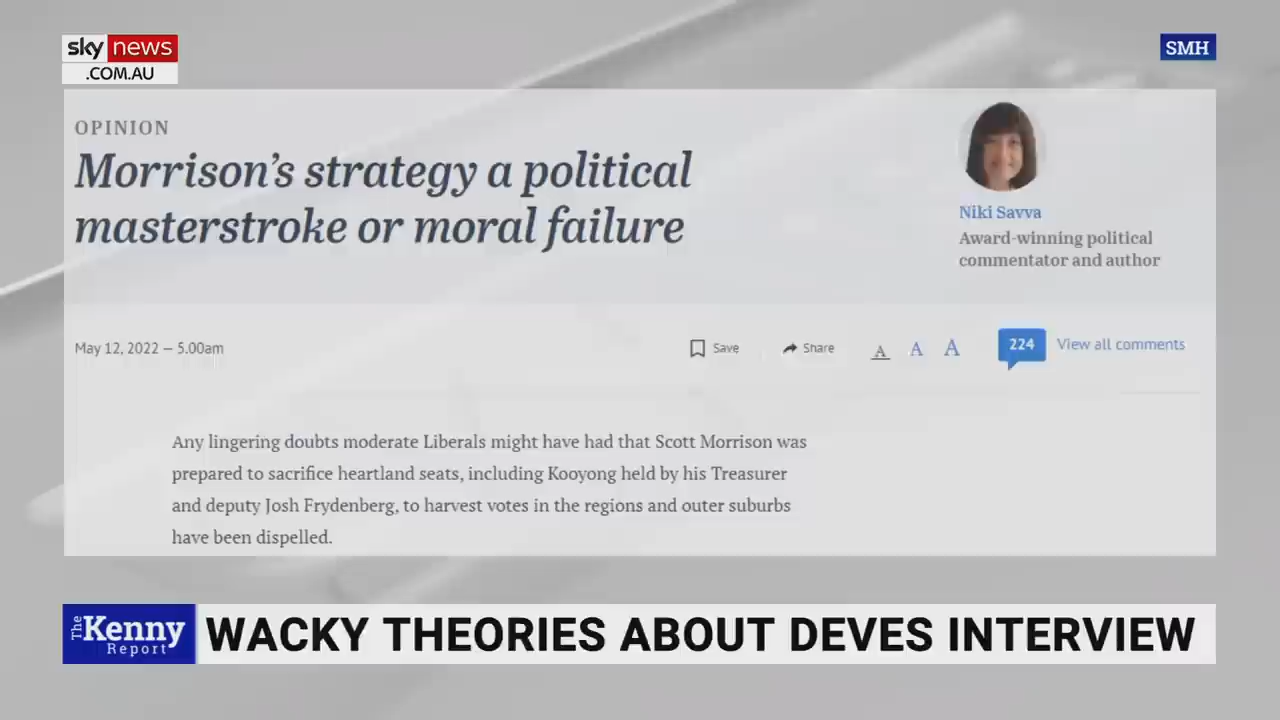 sky news
.COM.AU
SMH
OPINION
Morrison’s strategy a political
masterstroke or moral failure
Niki Savva
Award-winning political
commentator and author
May 12, 2022 — 5.00am
Save
Share
A A A
224
View all comments
Any lingering doubts moderate Liberals might have had that Scott Morrison was
prepared to sacrifice heartland seats, including Kooyong held by his Treasurer
and deputy Josh Frydenberg, to harvest votes in the regions and outer suburbs
have been dispelled.
The Kenny Report
WACKY THEORIES ABOUT DEVES INTERVIEW